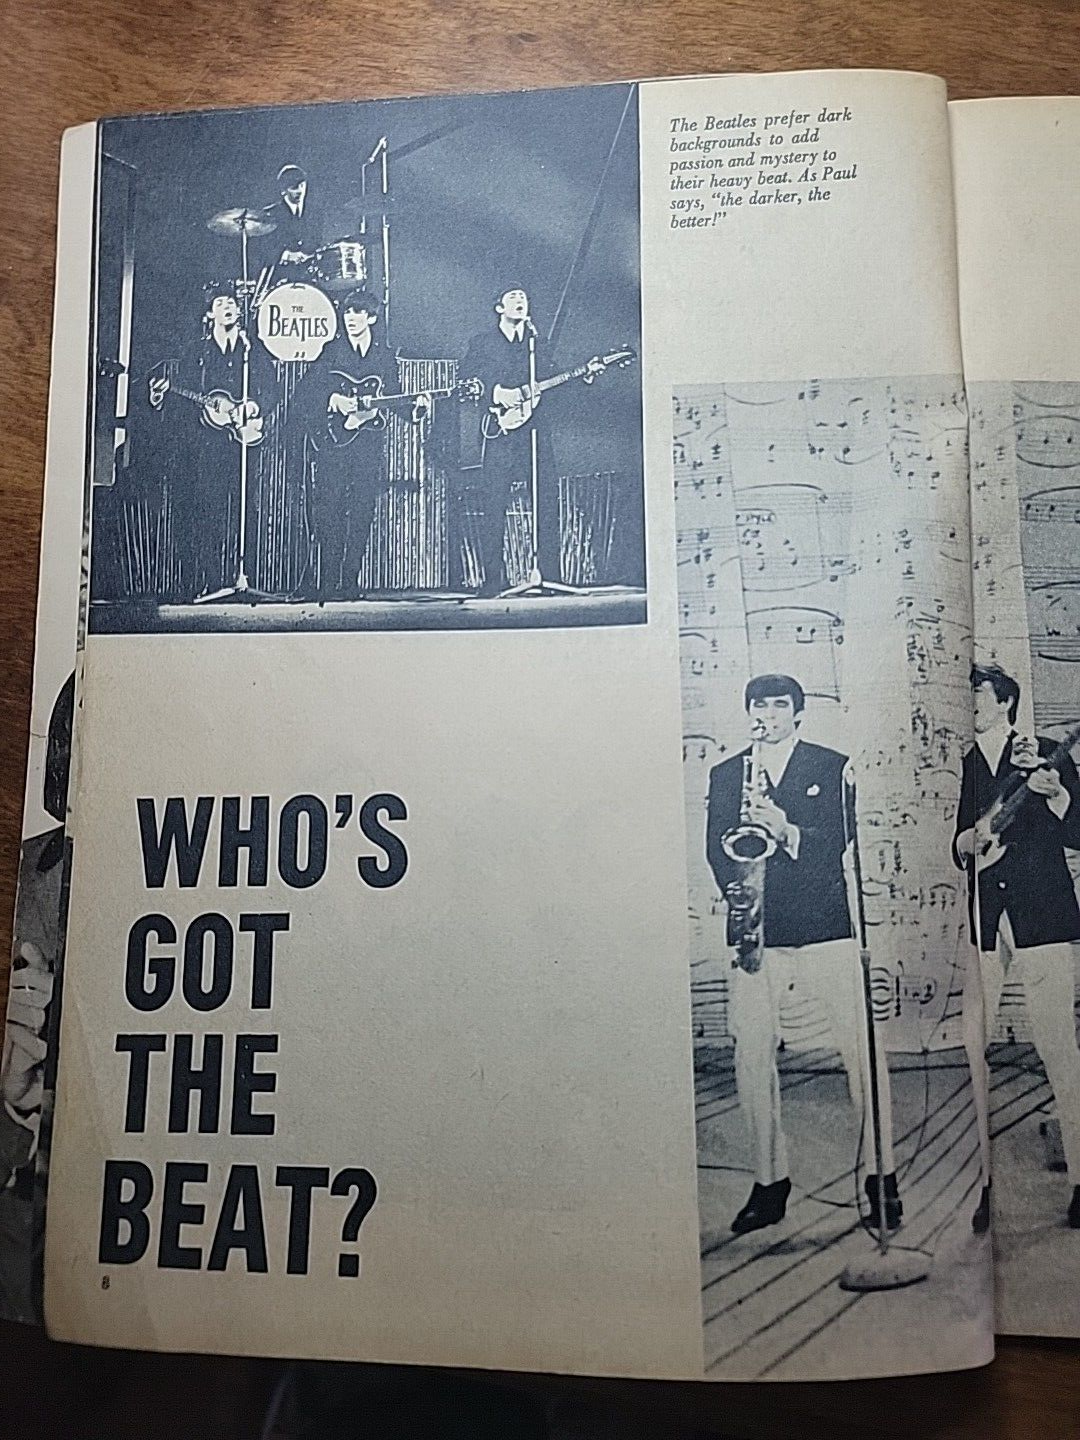 THE
BEATLES
The Beatles prefer dark
backgrounds to add
passion and mystery to
their heavy beat. As Paul
says, "the darker, the
better!"
WHO'S
GOT
THE
BEAT?
8